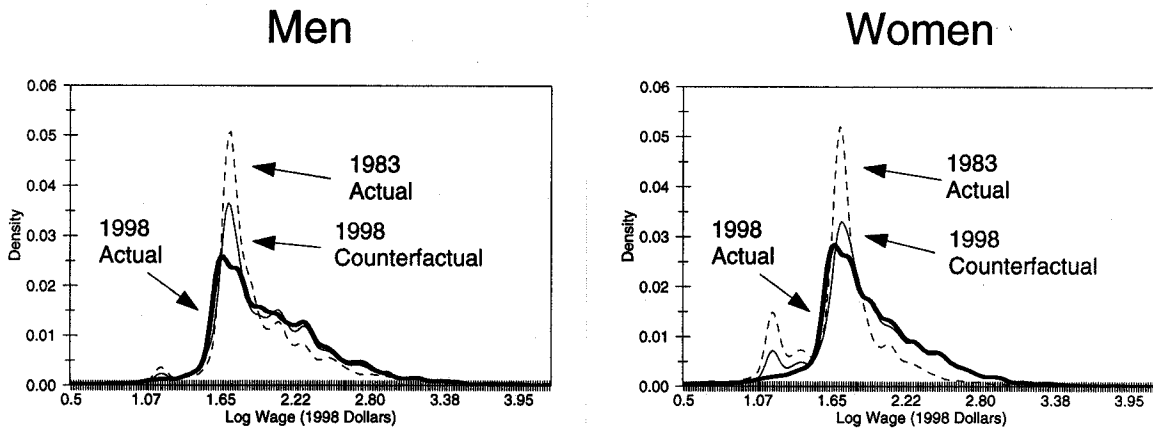 Men
0.06
0.05
0.04
0.03
0.02
0.01
0.00
Density
1983
Actual
1998
Counterfactual
1998
Actual
0.5 1.07 1.65 2.22 2.80 3.38 3.95
Log Wage (1998 Dollars)
Women
0.06
0.05
0.04
0.03
0.02
0.01
0.00
Density
1983
Actual
1998
Counterfactual
1998
Actual
0.5 1.07 1.65 2.22 2.80 3.38 3.95
Log Wage (1998 Dollars)